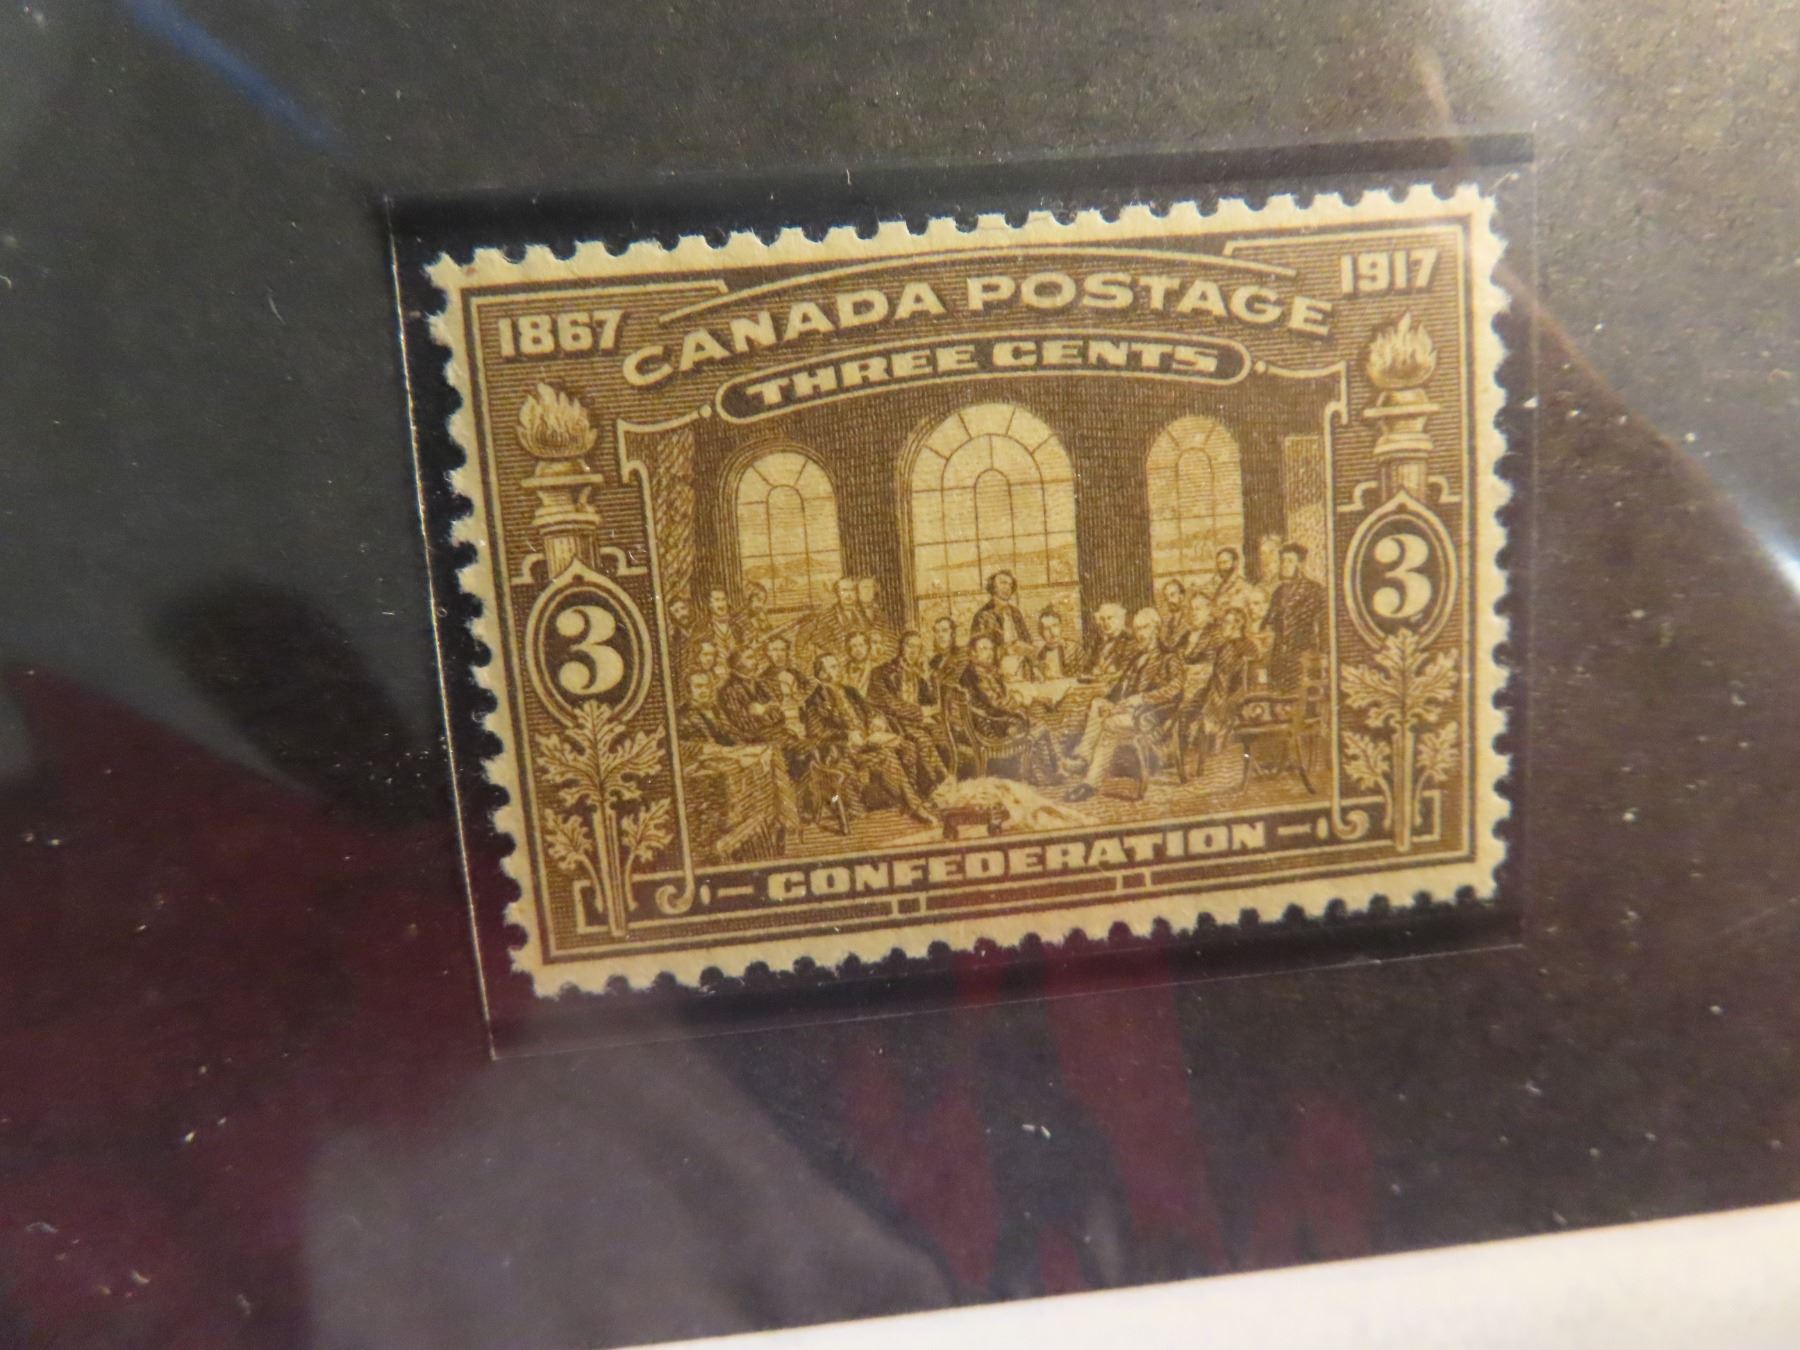 1867 1917
CANADA POSTAGE
THREE CENTS
3 3
CONFEDERATION